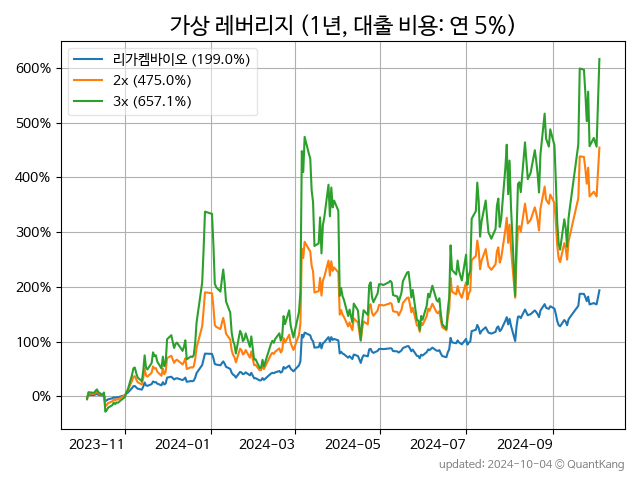 가상 레버리지 (1년, 대출 비용: 연 5%)
리가켐바이오 (199.0%)
2x (475.0%)
3x (657.1%)
600%
500%
400%
300%
200%
100%
0%
2023-11
2024-01
2024-03
2024-05
2024-07
2024-09
updated: 2024-10-04 © QuantKang